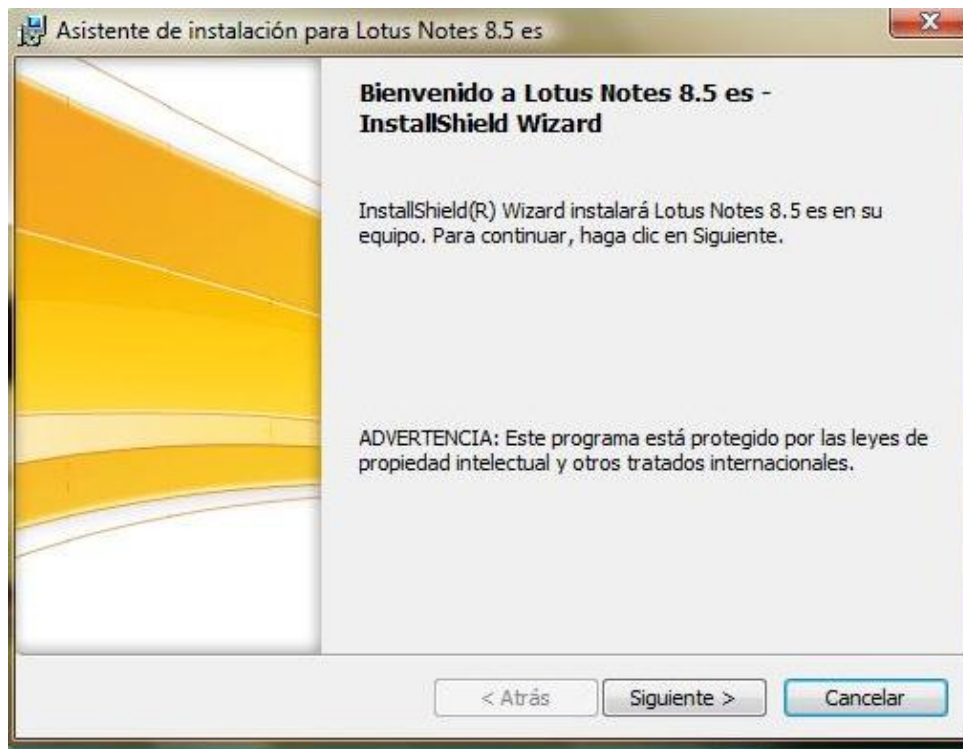 Asistente de instalación para Lotus Notes 8.5 es
Bienvenido a Lotus Notes 8.5 es -
InstallShield Wizard
InstallShield(R) Wizard instalará Lotus Notes 8.5 es en su
equipo. Para continuar, haga clic en Siguiente.
ADVERTENCIA: Este programa está protegido por las leyes de
propiedad intelectual y otros tratados internacionales.
< Atrás
Siguiente >
Cancelar